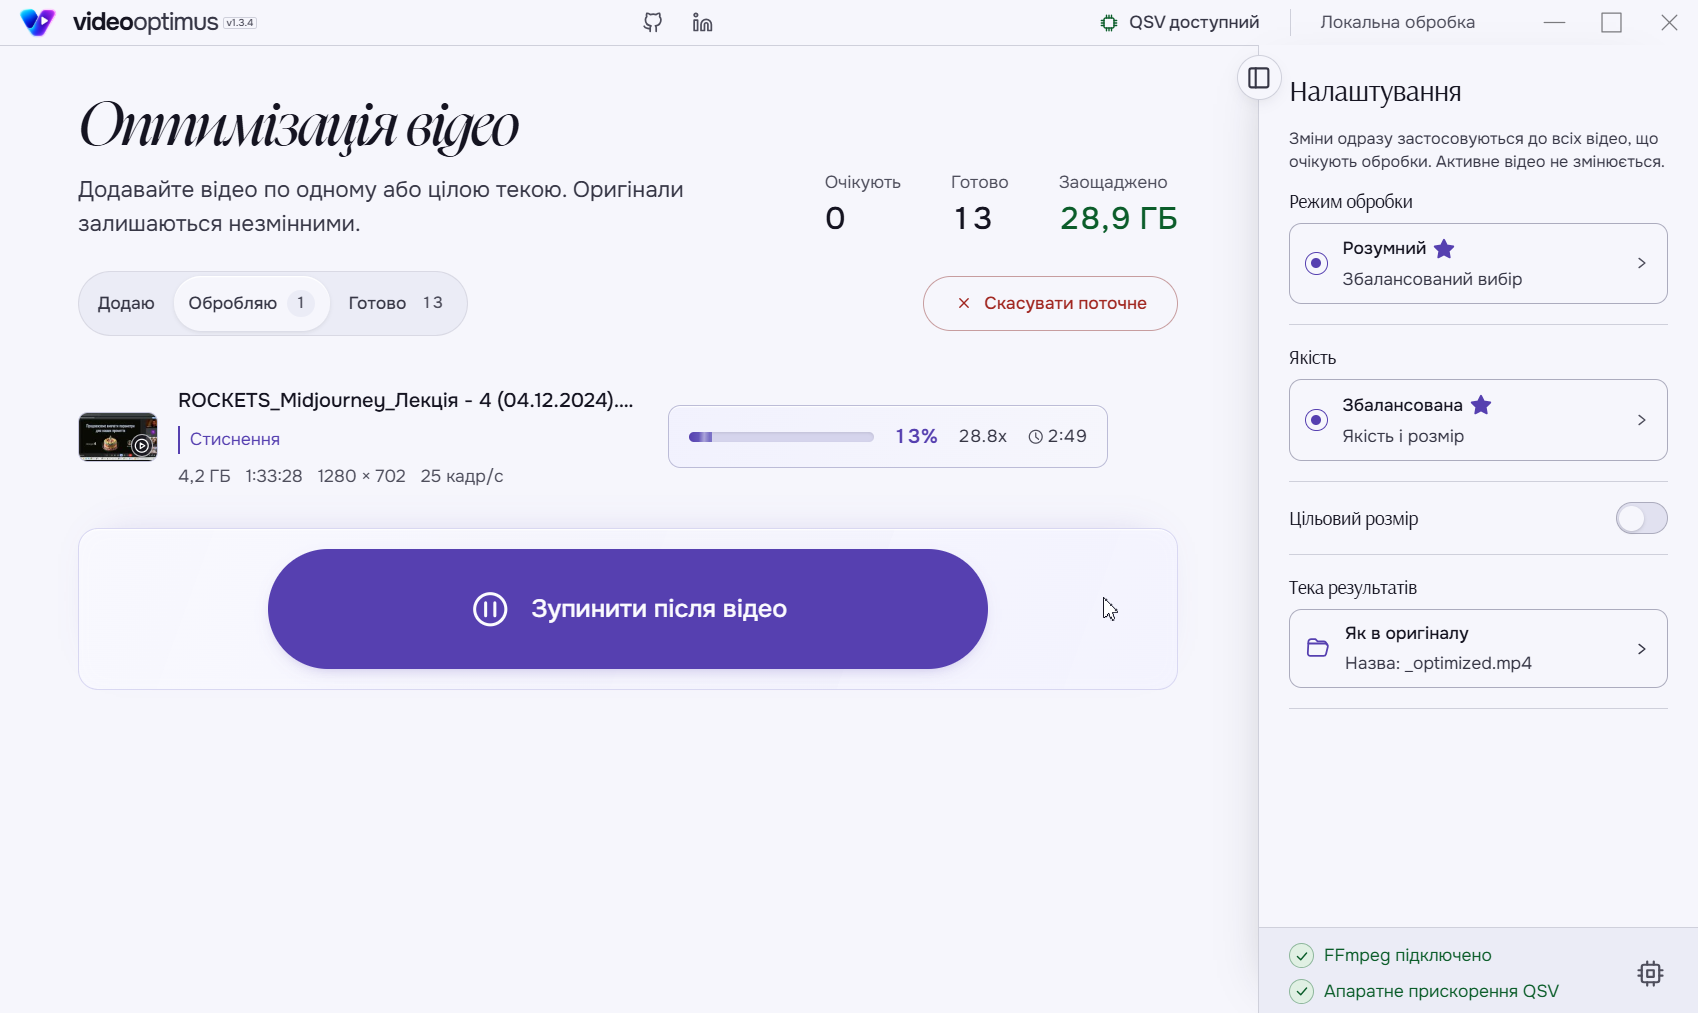 videooptimus v1.3.4
QSV доступний
Локальна обробка
Оптимізація відео
Додавайте відео по одному або цілою текою. Оригінали
залишаються незмінними.
Очікують
0
Готово
13
Заощаджено
28,9 ГБ
Додаю
Обробляю 1
Готово 13
Скасувати поточне
ROCKETS_Midjourney_Лекція - 4 (04.12.2024)....
Стиснення
4,2 ГБ 1:33:28 1280 × 702 25 кадр/с
13% 28.8x 2:49
Зупинити після відео
Налаштування
Зміни одразу застосовуються до всіх відео, що
очікують обробки. Активне відео не змінюється.
Режим обробки
Розумний
Збалансований вибір
Якість
Збалансована
Якість і розмір
Цільовий розмір
Тека результатів
Як в оригіналу
Назва: _optimized.mp4
FFmpeg підключено
Апаратне прискорення QSV